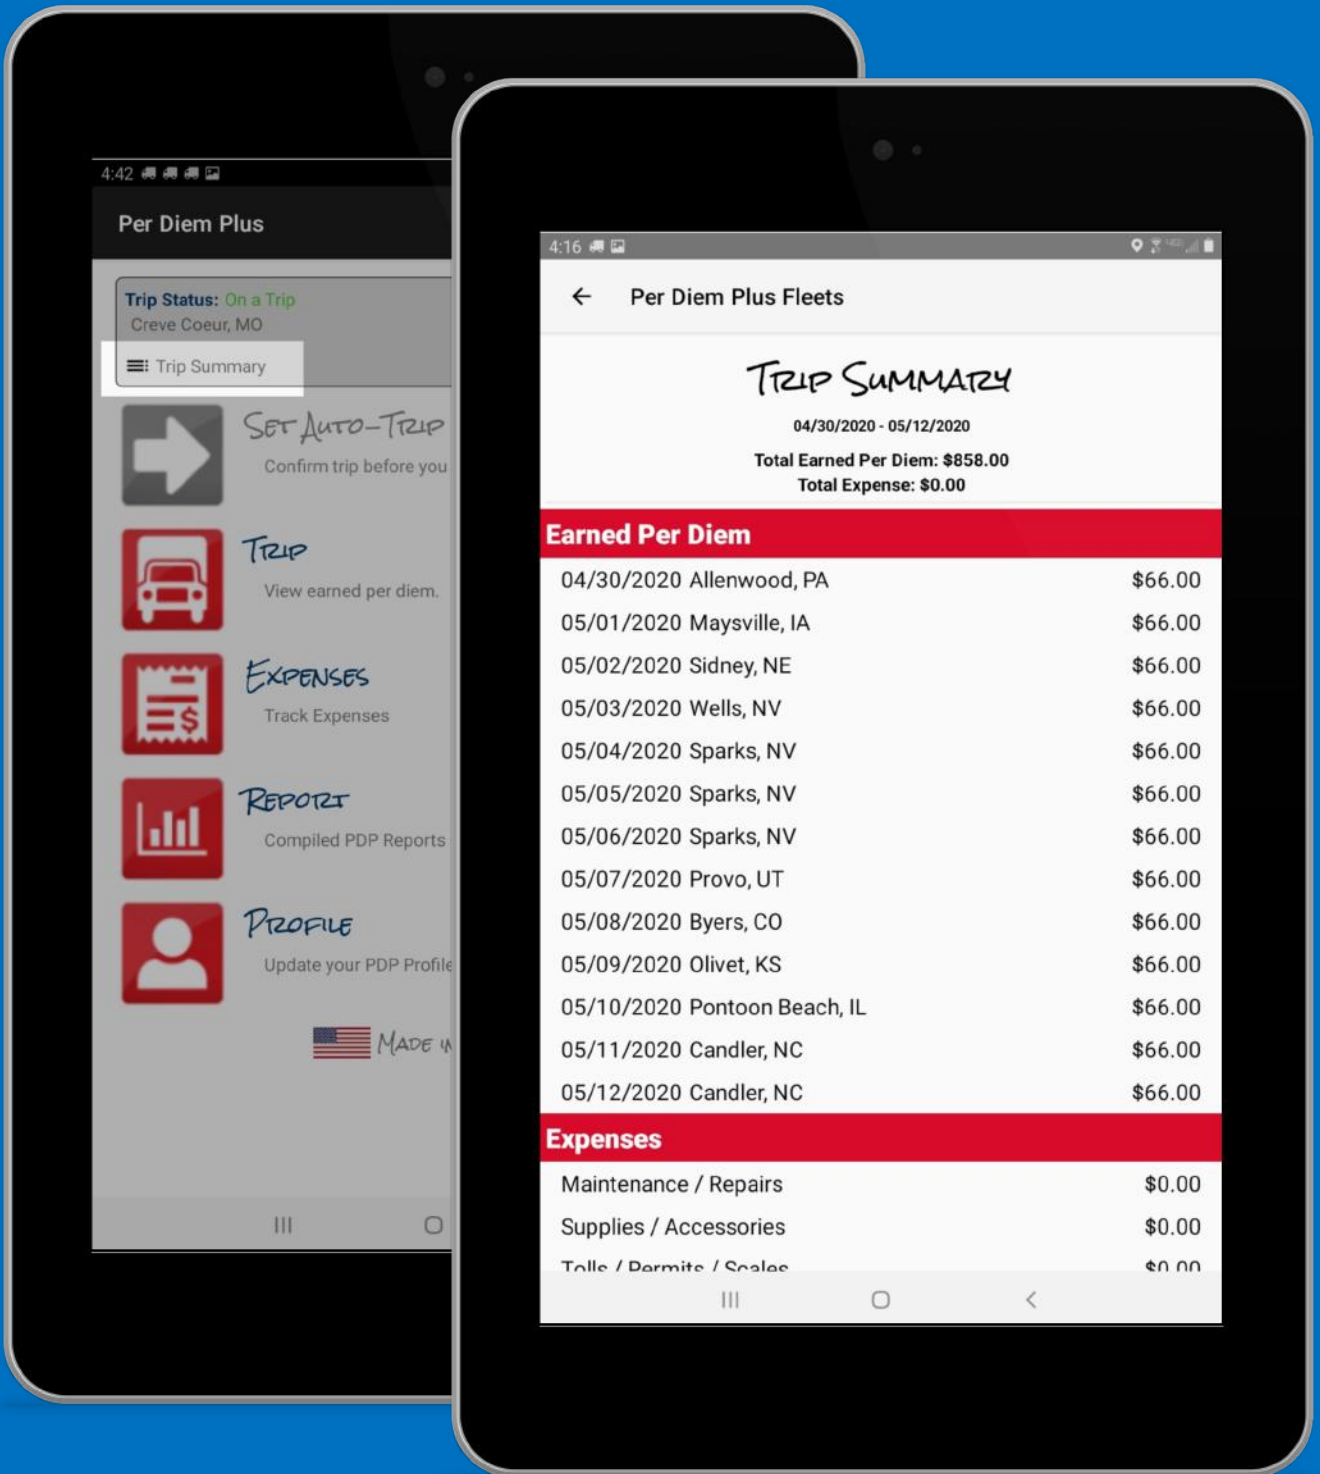 4:42
Per Diem Plus
Trip Status: On a Trip
Creve Coeur, MO
Trip Summary
SET AUTO-TRIP
Confirm trip before you
TRIP
View earned per diem.
EXPENSES
Track Expenses
REPORT
Compiled PDP Reports
PROFILE
Update your PDP Profile
MADE IN
4:16
Per Diem Plus Fleets
TRIP SUMMARY
04/30/2020 - 05/12/2020
Total Earned Per Diem: $858.00
Total Expense: $0.00
Earned Per Diem
04/30/2020 Allenwood, PA $66.00
05/01/2020 Maysville, IA $66.00
05/02/2020 Sidney, NE $66.00
05/03/2020 Wells, NV $66.00
05/04/2020 Sparks, NV $66.00
05/05/2020 Sparks, NV $66.00
05/06/2020 Sparks, NV $66.00
05/07/2020 Provo, UT $66.00
05/08/2020 Byers, CO $66.00
05/09/2020 Olivet, KS $66.00
05/10/2020 Pontoon Beach, IL $66.00
05/11/2020 Candler, NC $66.00
05/12/2020 Candler, NC $66.00
Expenses
Maintenance / Repairs $0.00
Supplies / Accessories $0.00
Tolls / Permits / Scales $0.00